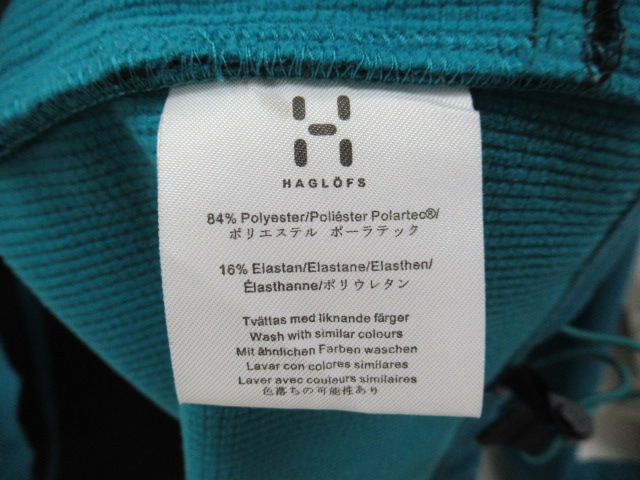 HAGLÖFS
84% Polyester/Poliéster Polartec®/
ポリエステル ポーラテック
16% Elastan/Elastane/Elasthen/
Élasthanne/ポリウレタン
Tvättas med liknande färger
Wash with similar colours
Mit ähnlichen Farben waschen
Lavar con colores similares
Laver avec couleurs similaires
色落ちの可能性あり